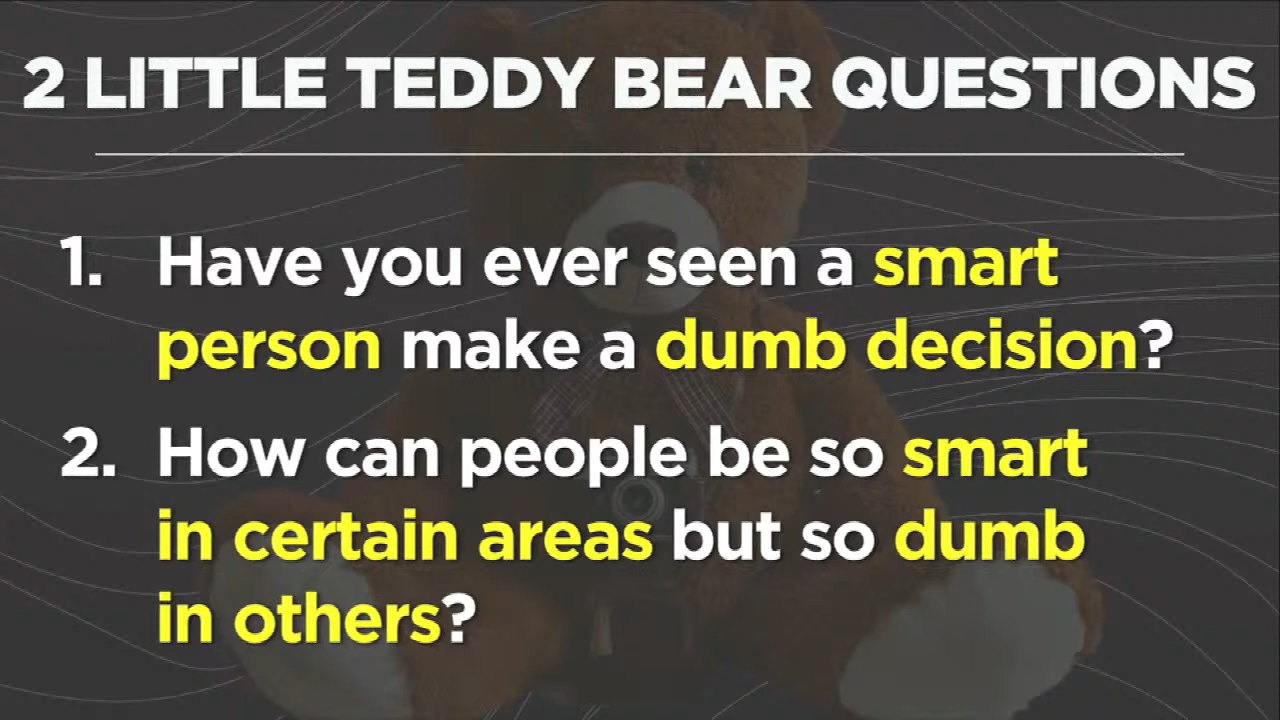 2 LITTLE TEDDY BEAR QUESTIONS
1. Have you ever seen a smart
person make a dumb decision?
2. How can people be so smart
in certain areas but so dumb
in others?